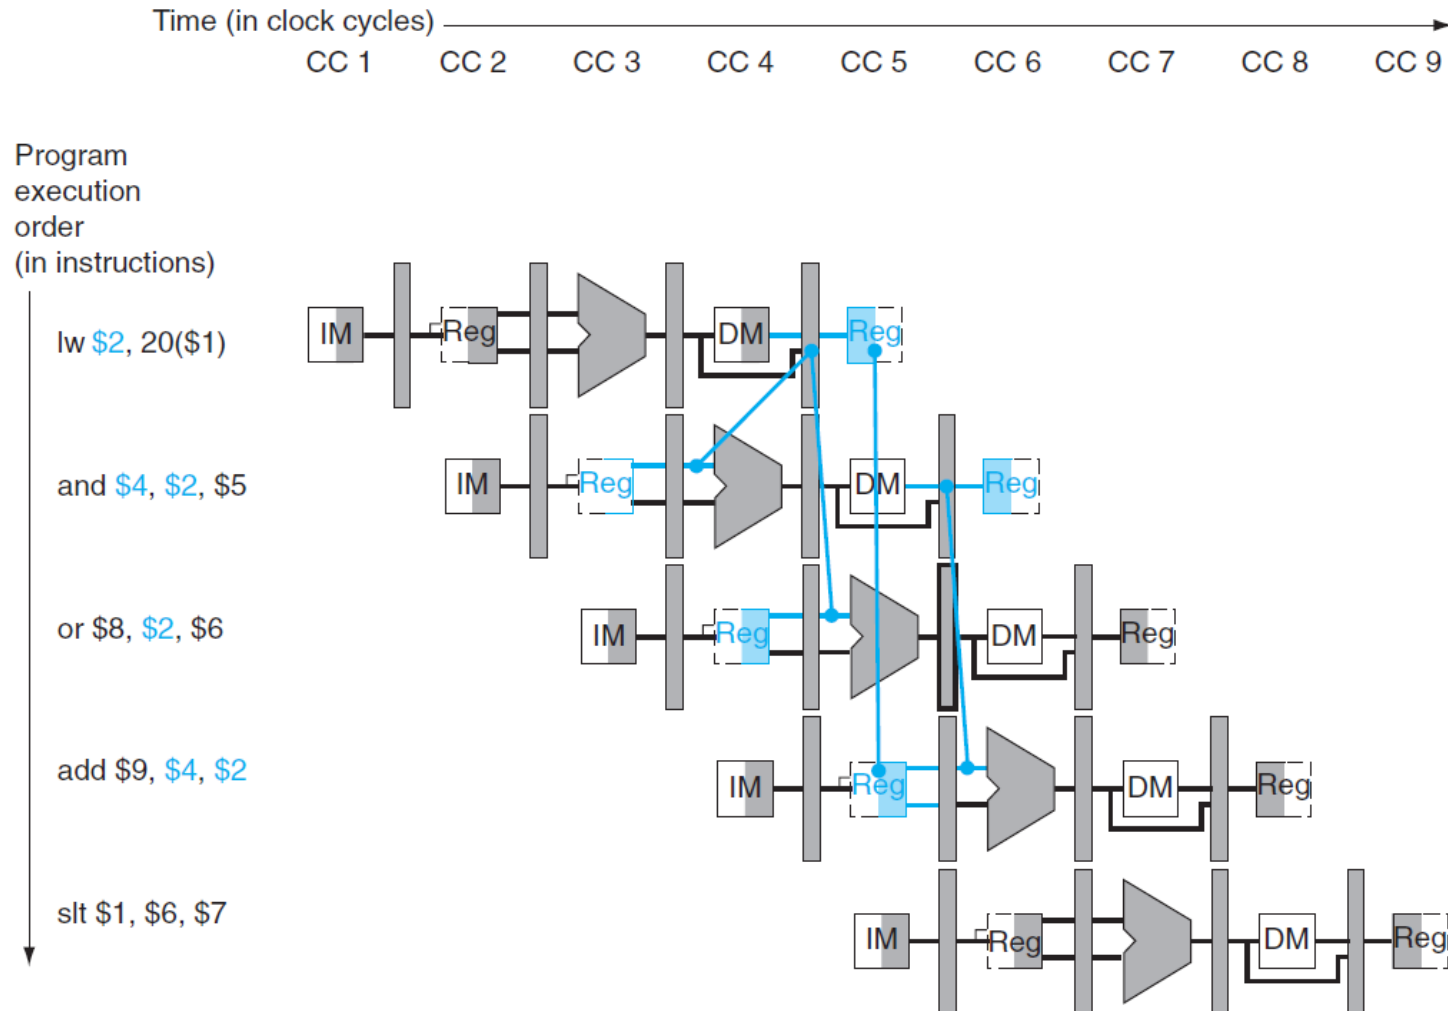 Time (in clock cycles)
CC 1 CC 2 CC 3 CC 4 CC 5 CC 6 CC 7 CC 8 CC 9
Program
execution
order
(in instructions)
lw $2, 20($1)
IM Reg DM Reg
and $4, $2, $5
IM Reg DM Reg
or $8, $2, $6
IM Reg DM Reg
add $9, $4, $2
IM Reg DM Reg
slt $1, $6, $7
IM Reg DM Reg